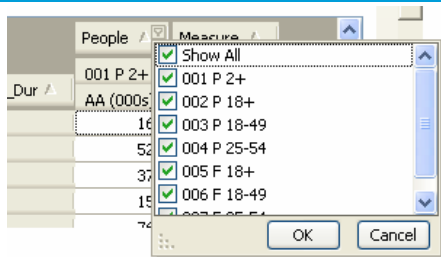 People Measure
Show All
001 P 2+
001 P 2+
_Dur
AA (000s)
002 P 18+
16
003 P 18-49
52
004 P 25-54
37
005 F 18+
15
006 F 18-49
OK Cancel